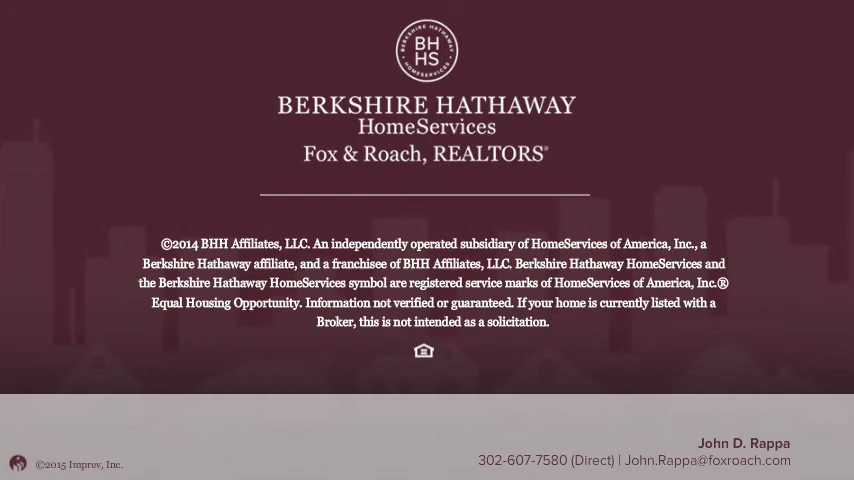 BERKSHIRE HATHAWAY
BH
HS
HOMESERVICES
BERKSHIRE HATHAWAY
HomeServices
Fox & Roach, REALTORS®
©2014 BHH Affiliates, LLC. An independently operated subsidiary of HomeServices of America, Inc., a
Berkshire Hathaway affiliate, and a franchisee of BHH Affiliates, LLC. Berkshire Hathaway HomeServices and
the Berkshire Hathaway HomeServices symbol are registered service marks of HomeServices of America, Inc.®
Equal Housing Opportunity. Information not verified or guaranteed. If your home is currently listed with a
Broker, this is not intended as a solicitation.
John D. Rappa
302-607-7580 (Direct) | John.Rappa@foxroach.com
©2015 Imprev, Inc.